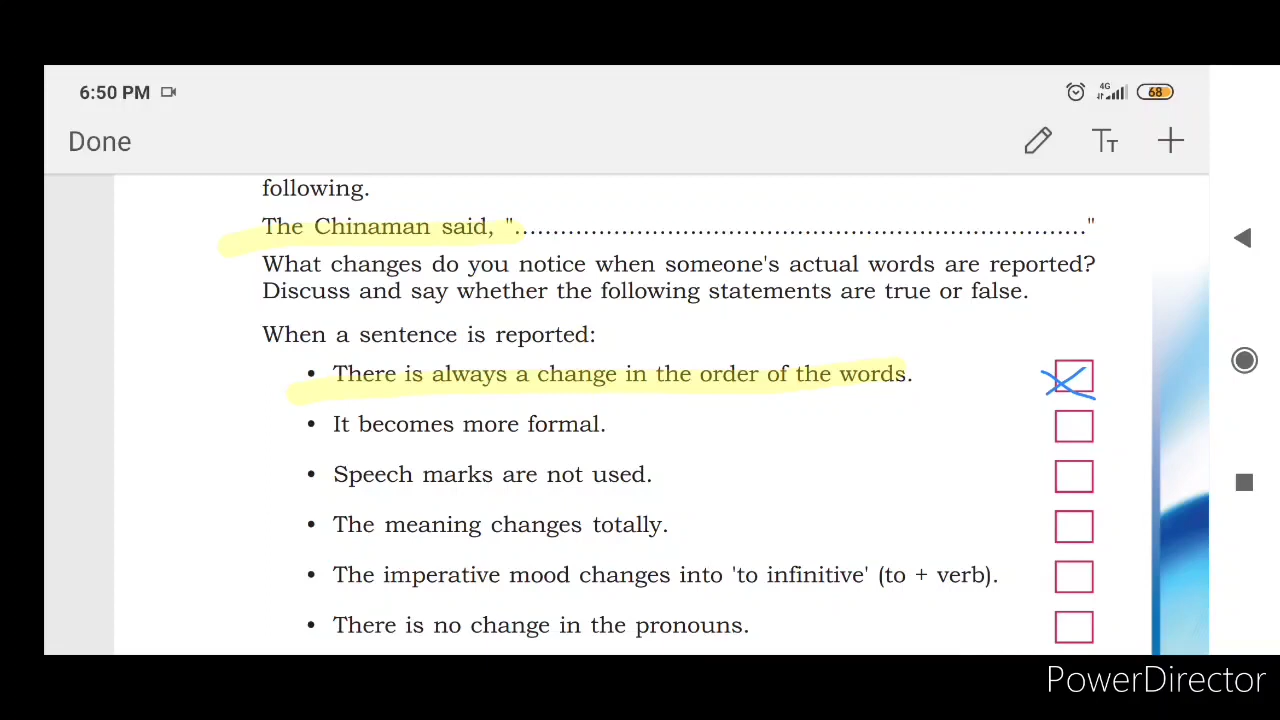 6:50 PM 4G 68
Done TT
following.
The Chinaman said, "............................................................................"
What changes do you notice when someone's actual words are reported?
Discuss and say whether the following statements are true or false.
When a sentence is reported:
• There is always a change in the order of the words.
• It becomes more formal.
• Speech marks are not used.
• The meaning changes totally.
• The imperative mood changes into 'to infinitive' (to + verb).
• There is no change in the pronouns.
PowerDirector